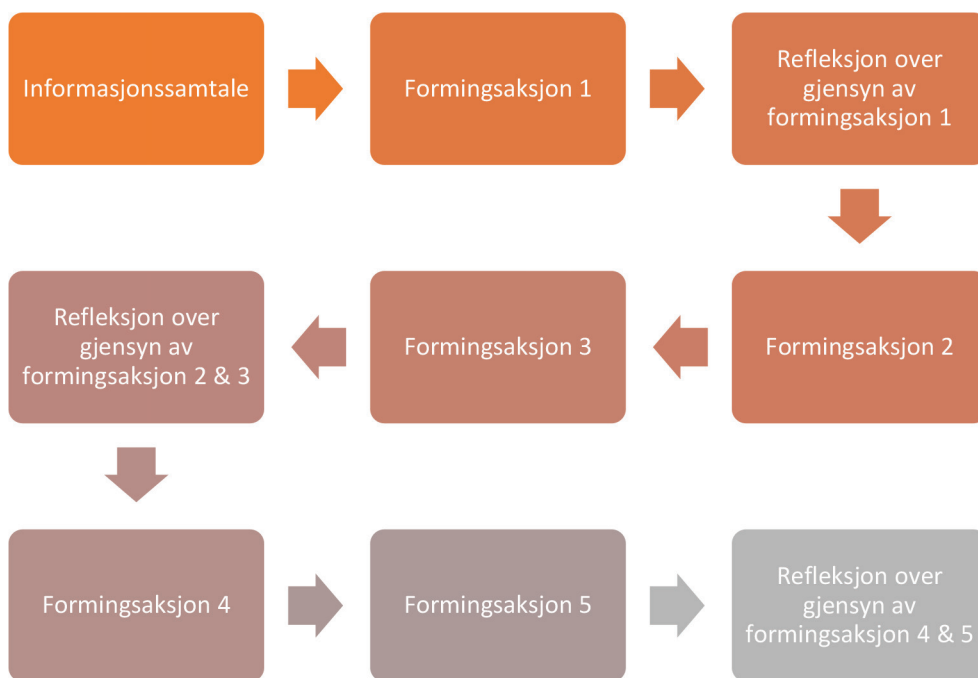 Informasjonssamtale
Formingsaksjon 1
Refleksjon over
gjensyn av
formingsaksjon 1
Formingsaksjon 2
Formingsaksjon 3
Refleksjon over
gjensyn av
formingsaksjon 2 & 3
Formingsaksjon 4
Formingsaksjon 5
Refleksjon over
gjensyn av
formingsaksjon 4 & 5